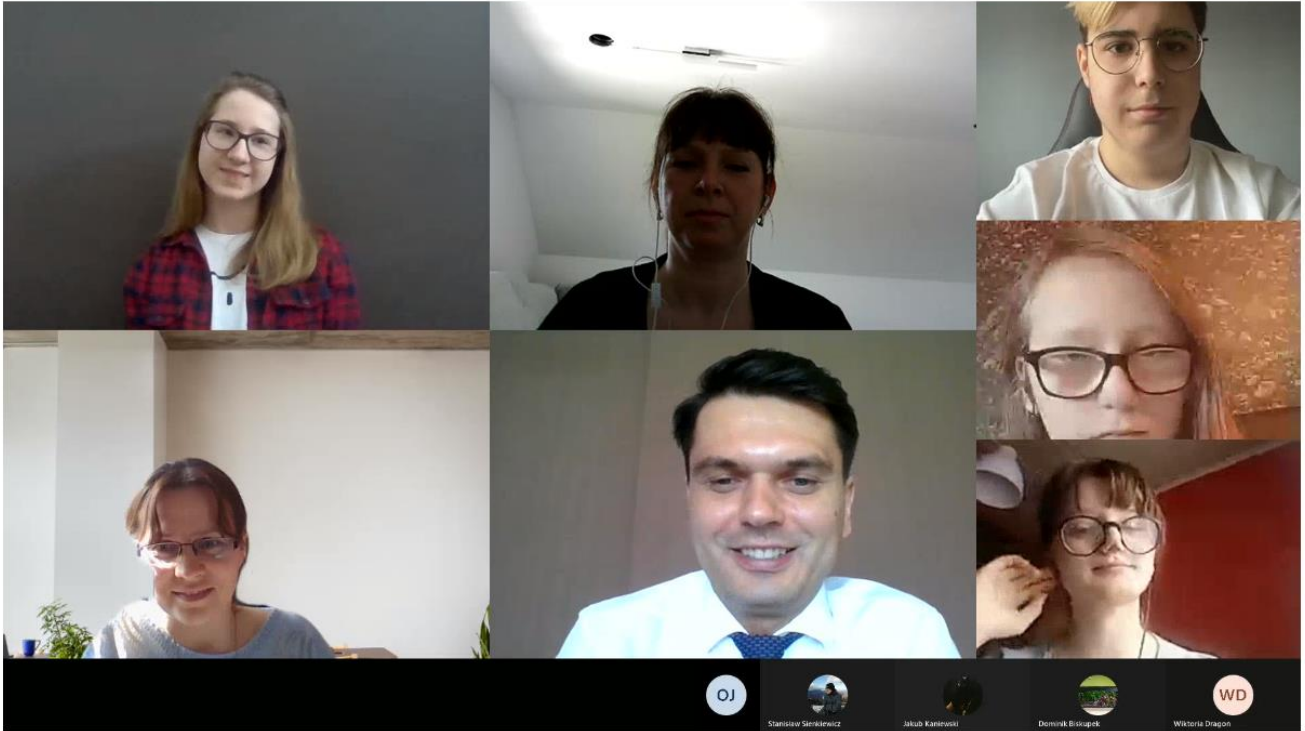 OJ
WD
Stanisław Sienkiewicz
Jakub Kaniewski
Dominik Biskupek
Wiktoria Dragon